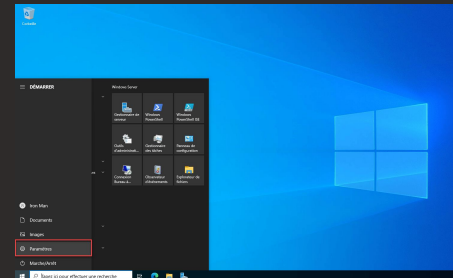 Corbeille
DÉMARRER
Windows Server
Gestionnaire de serveur
Windows PowerShell
Windows PowerShell ISE
Outils d'administrati...
Gestionnaire des tâches
Panneau de configuration
Connexion Bureau à...
Observateur d'événements
Explorateur de fichiers
Iron Man
Documents
Images
Paramètres
Marche/Arrêt
Tapez ici pour effectuer une recherche